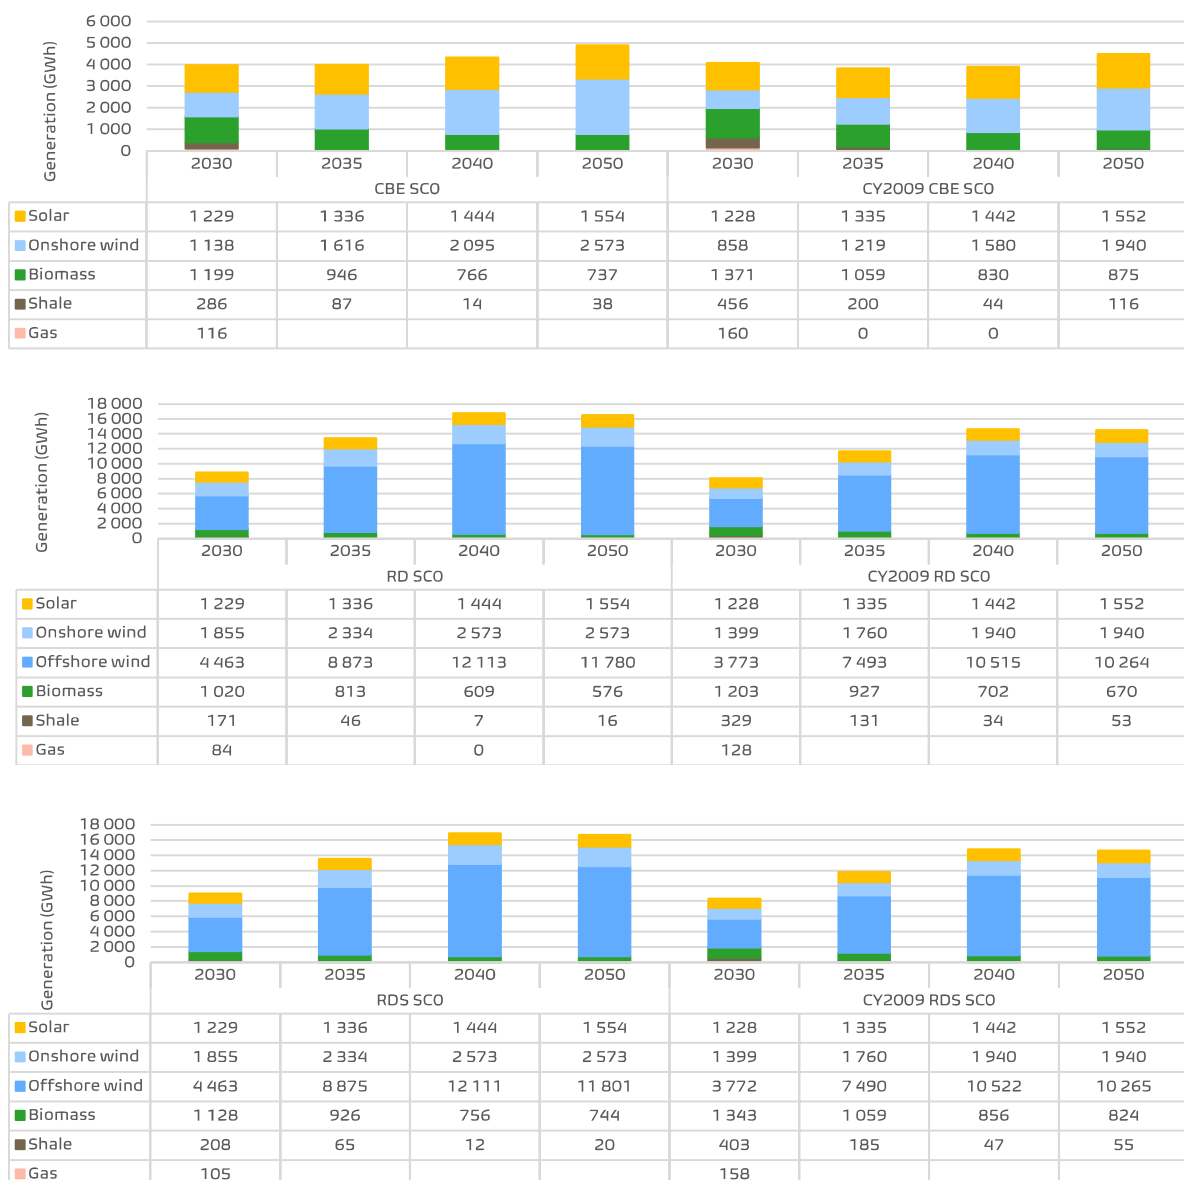 6 000
5 000
4 000
3 000
2 000
1 000
0
Generation (GWh)
2030 2035 2040 2050 2030 2035 2040 2050
CBE SC0 CY2009 CBE SC0
Solar 1 229 1 336 1 444 1 554 1 228 1 335 1 442 1 552
Onshore wind 1 138 1 616 2 095 2 573 858 1 219 1 580 1 940
Biomass 1 199 946 766 737 1 371 1 059 830 875
Shale 286 87 14 38 456 200 44 116
Gas 116 160 0 0
18 000
16 000
14 000
12 000
10 000
8 000
6 000
4 000
2 000
0
Generation (GWh)
2030 2035 2040 2050 2030 2035 2040 2050
RD SC0 CY2009 RD SC0
Solar 1 229 1 336 1 444 1 554 1 228 1 335 1 442 1 552
Onshore wind 1 855 2 334 2 573 2 573 1 399 1 760 1 940 1 940
Offshore wind 4 463 8 873 12 113 11 780 3 773 7 493 10 515 10 264
Biomass 1 020 813 609 576 1 203 927 702 670
Shale 171 46 7 16 329 131 34 53
Gas 84 0 128
18 000
16 000
14 000
12 000
10 000
8 000
6 000
4 000
2 000
0
Generation (GWh)
2030 2035 2040 2050 2030 2035 2040 2050
RDS SC0 CY2009 RDS SC0
Solar 1 229 1 336 1 444 1 554 1 228 1 335 1 442 1 552
Onshore wind 1 855 2 334 2 573 2 573 1 399 1 760 1 940 1 940
Offshore wind 4 463 8 875 12 111 11 801 3 772 7 490 10 522 10 265
Biomass 1 128 926 756 744 1 343 1 059 856 824
Shale 208 65 12 20 403 185 47 55
Gas 105 158